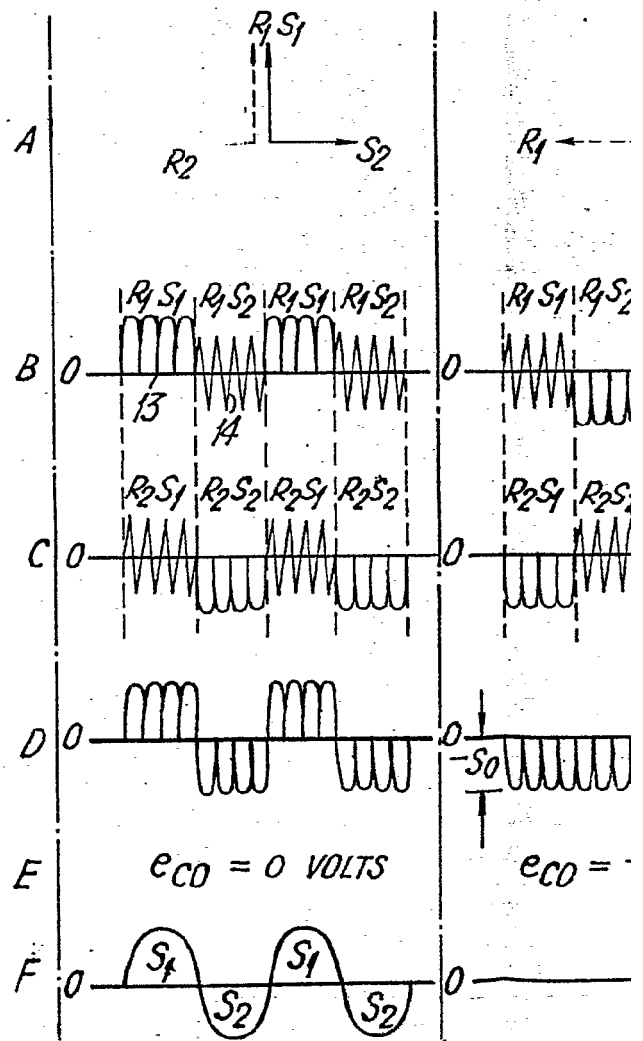 R1 S1
A
R2
S2
R1
R1 S1 R1 S2 R1 S1 R1 S2
R1 S1 R1 S2
B 0
0
13
14
R2 S1 R2 S2 R2 S1 R2 S2
R2 S1 R2 S2
C 0
0
D 0
0
-S0
E eCO = 0 VOLTS
eCO = -
F 0 S1 S2 S1 S2
0